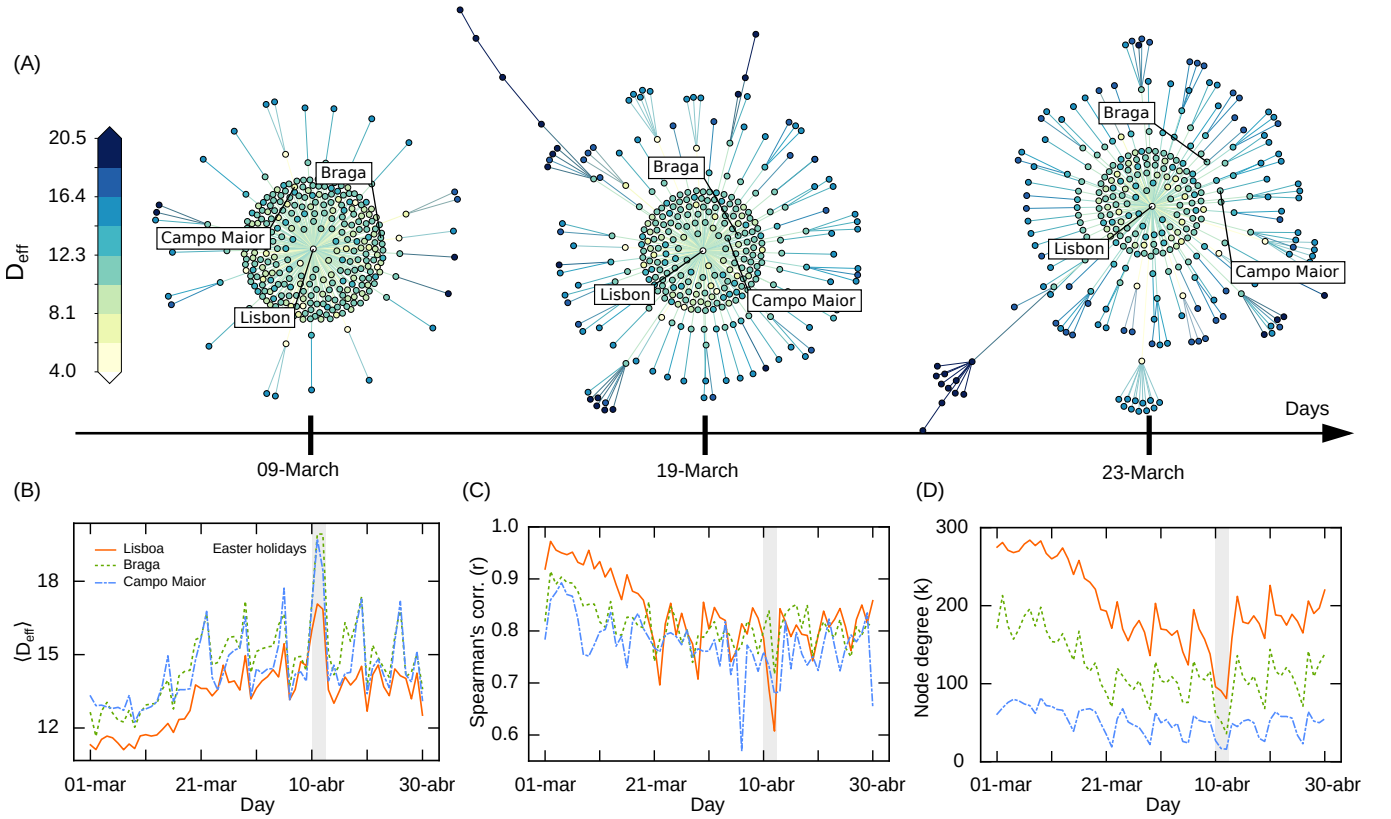 (A)
Braga
Campo Maior
Lisbon
Braga
Lisbon
Campo Maior
Braga
Lisbon
Campo Maior
20.5
16.4
12.3
8.1
4.0
D_eff
Days
09-March
19-March
23-March
(B)
18
15
12
⟨D_eff⟩
Lisboa
Braga
Campo Maior
Easter holidays
01-mar 21-mar 10-abr 30-abr
Day
(C)
1.0
0.9
0.8
0.7
0.6
Spearman's corr. (r)
01-mar 21-mar 10-abr 30-abr
Day
(D)
300
200
100
0
Node degree (k)
01-mar 21-mar 10-abr 30-abr
Day